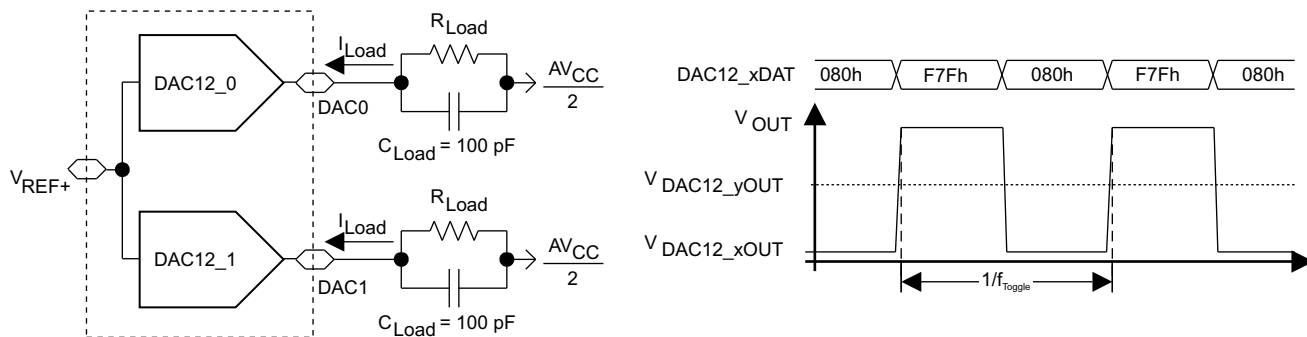 R Load
I Load
DAC12_0
AV CC
2
DAC0
C Load = 100 pF
V REF+
R Load
I Load
DAC12_1
AV CC
2
DAC1
C Load = 100 pF
DAC12_xDAT 080h F7Fh 080h F7Fh 080h
V OUT
V DAC12_yOUT
V DAC12_xOUT
1/f Toggle